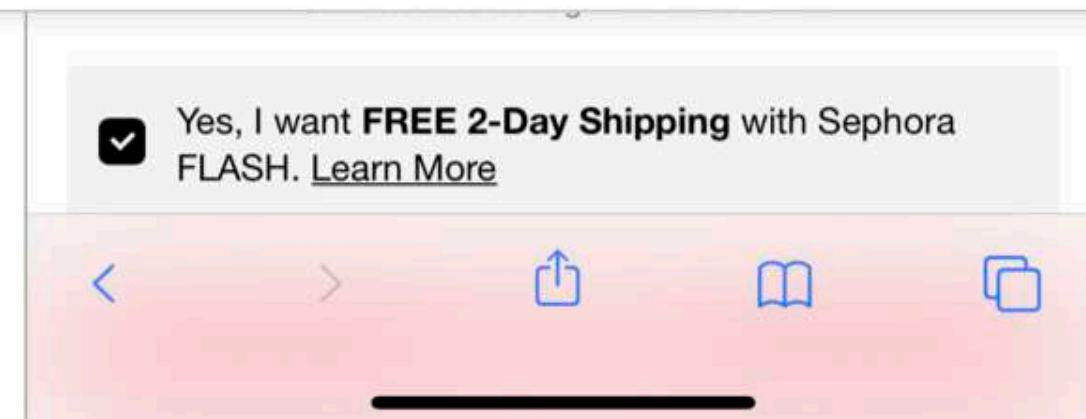 Yes, I want FREE 2-Day Shipping with Sephora
FLASH. Learn More